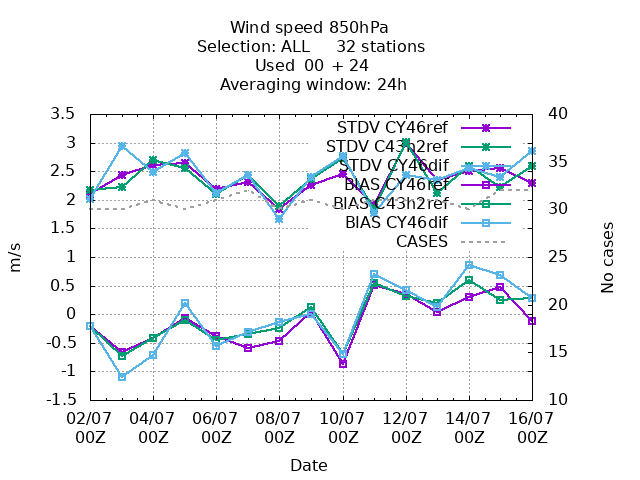 Wind speed 850hPa
Selection: ALL 32 stations
Used 00 + 24
Averaging window: 24h
3.5
3
2.5
2
1.5
1
0.5
0
-0.5
-1
-1.5
m/s
40
35
30
25
20
15
10
No cases
STDV CY46ref
STDV C43h2ref
STDV CY46dif
BIAS CY46ref
BIAS C43h2ref
BIAS CY46dif
CASES
02/07 04/07 06/07 08/07 10/07 12/07 14/07 16/07
00Z 00Z 00Z 00Z 00Z 00Z 00Z 00Z
Date